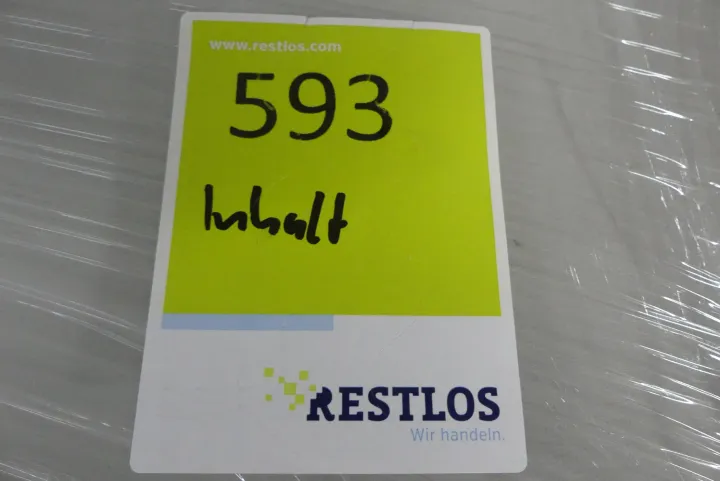 www.restlos.com
593
Inhalt
RESTLOS
Wir handeln.